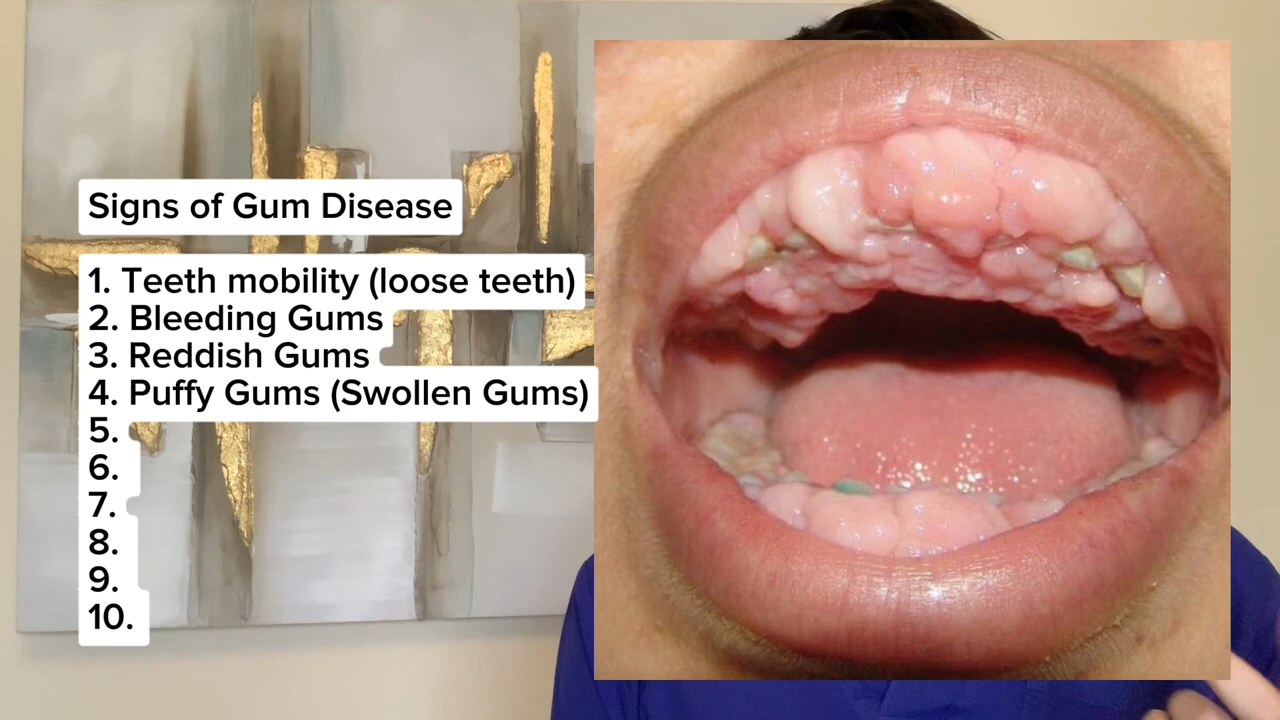 Signs of Gum Disease
1. Teeth mobility (loose teeth)
2. Bleeding Gums
3. Reddish Gums
4. Puffy Gums (Swollen Gums)
5.
6.
7.
8.
9.
10.